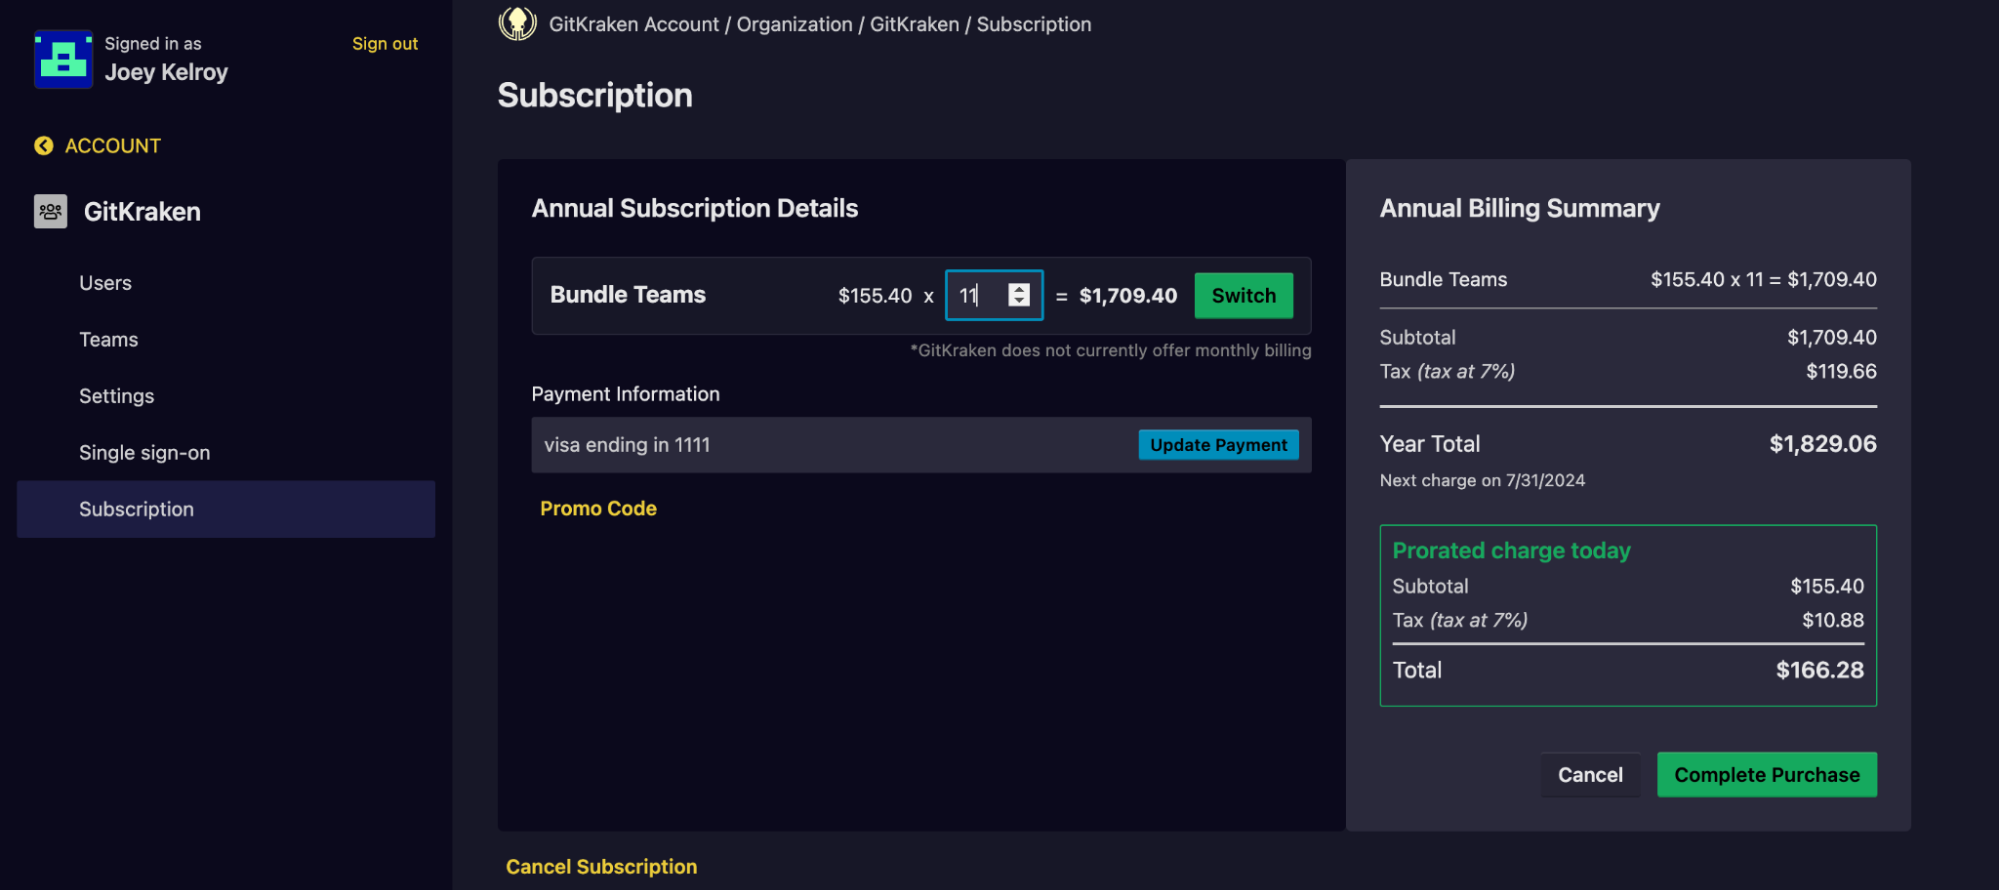 Signed in as
Joey Kelroy
Sign out
ACCOUNT
GitKraken
Users
Teams
Settings
Single sign-on
Subscription
GitKraken Account / Organization / GitKraken / Subscription
Subscription
Annual Subscription Details
Bundle Teams $155.40 x 11 = $1,709.40 Switch
*GitKraken does not currently offer monthly billing
Payment Information
visa ending in 1111 Update Payment
Promo Code
Annual Billing Summary
Bundle Teams $155.40 x 11 = $1,709.40
Subtotal $1,709.40
Tax (tax at 7%) $119.66
Year Total $1,829.06
Next charge on 7/31/2024
Prorated charge today
Subtotal $155.40
Tax (tax at 7%) $10.88
Total $166.28
Cancel Complete Purchase
Cancel Subscription